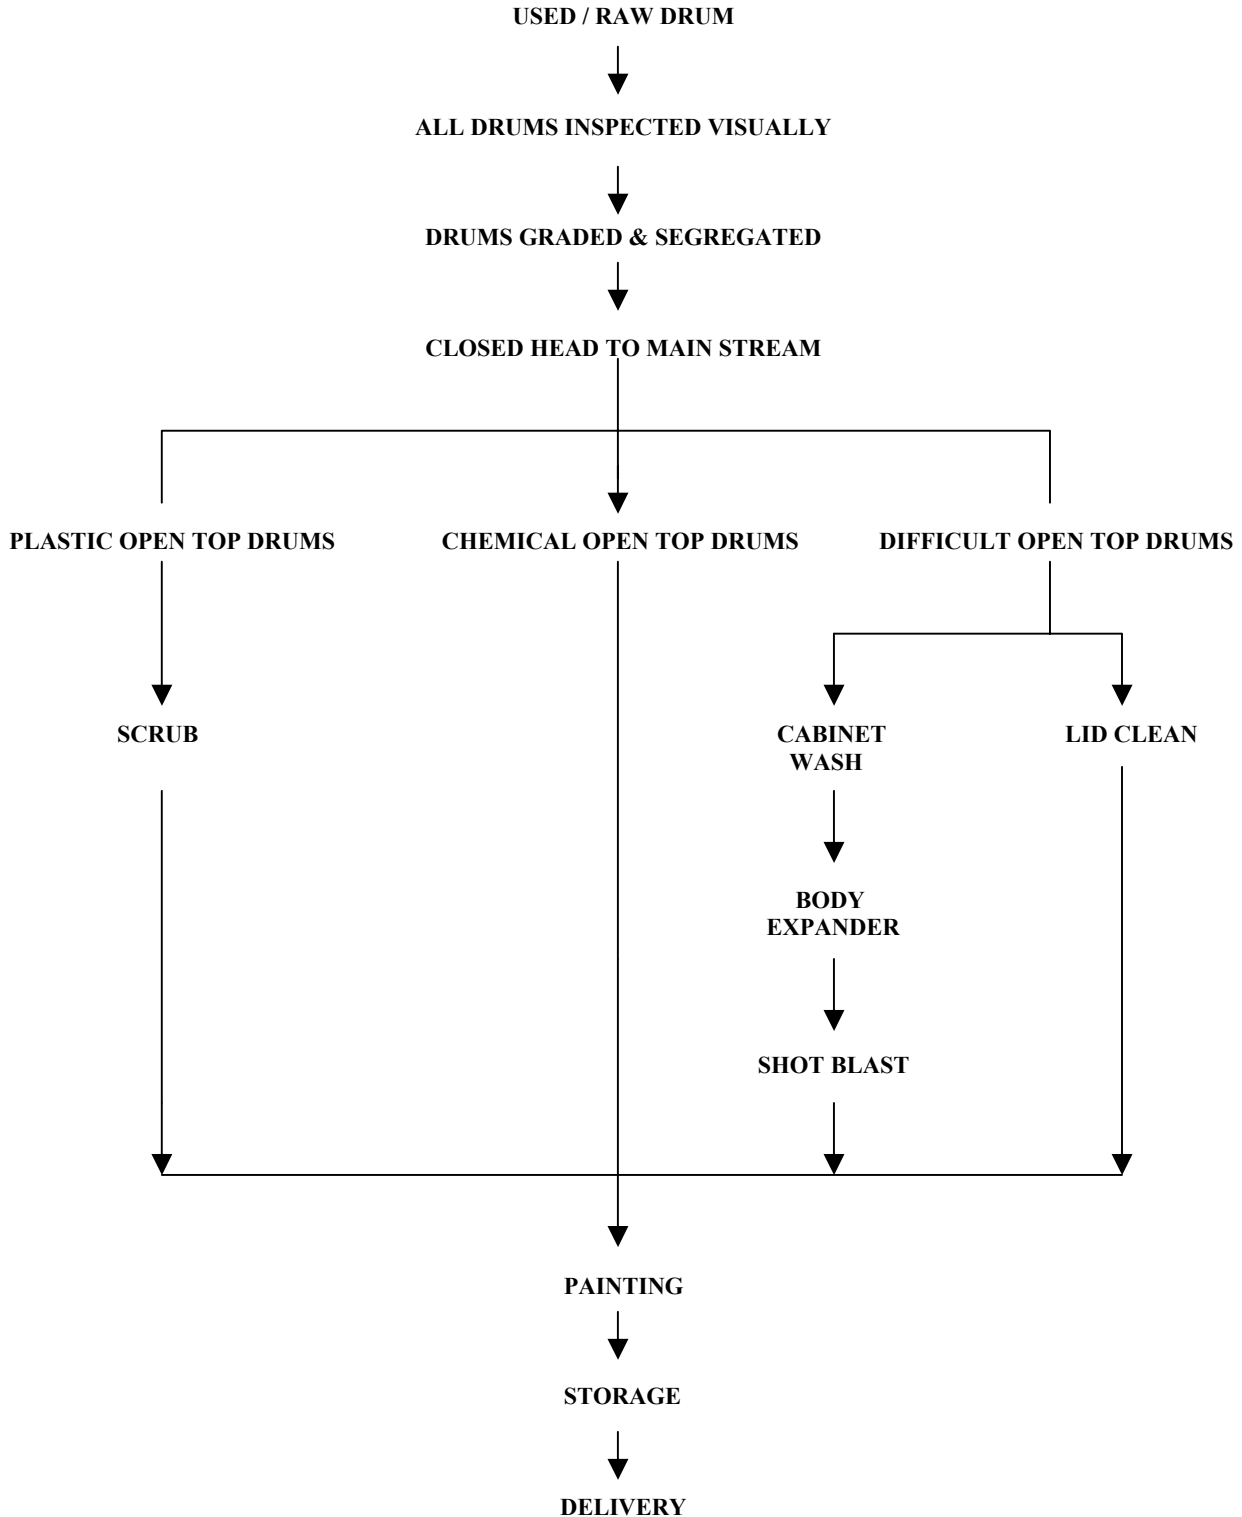 USED / RAW DRUM
ALL DRUMS INSPECTED VISUALLY
DRUMS GRADED & SEGREGATED
CLOSED HEAD TO MAIN STREAM
PLASTIC OPEN TOP DRUMS
CHEMICAL OPEN TOP DRUMS
DIFFICULT OPEN TOP DRUMS
SCRUB
CABINET
WASH
LID CLEAN
BODY
EXPANDER
SHOT BLAST
PAINTING
STORAGE
DELIVERY